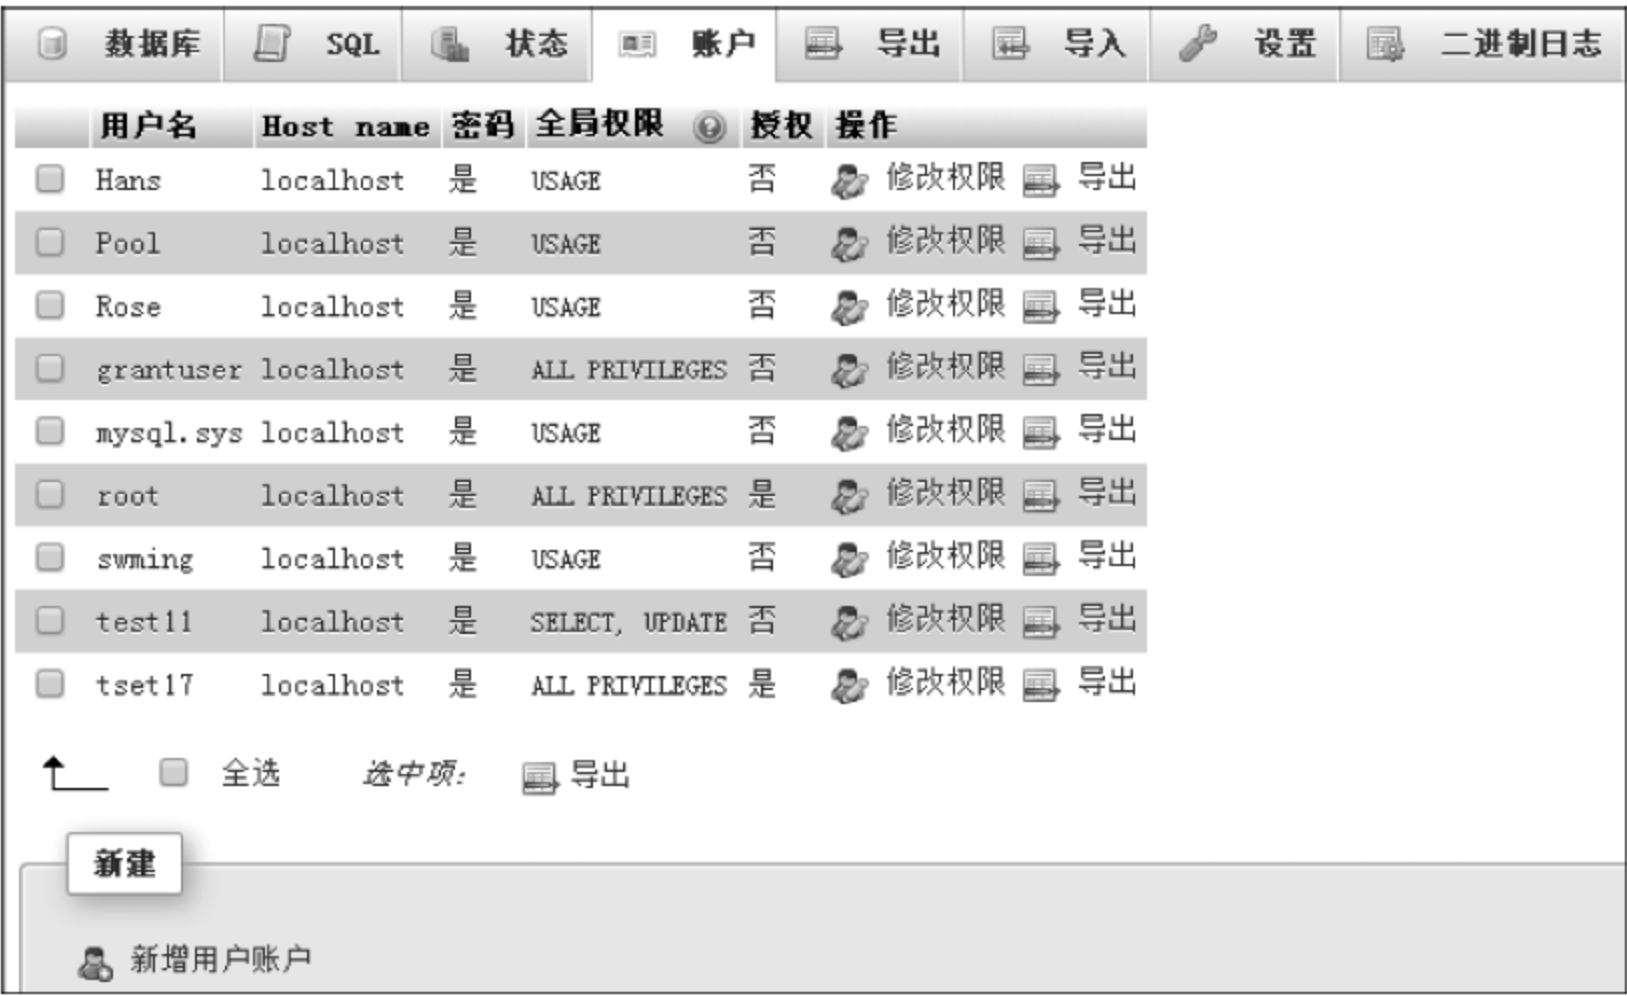 数据库 SQL 状态 账户 导出 导入 设置 二进制日志
用户名 Host name 密码 全局权限 授权 操作
Hans localhost 是 USAGE 否 修改权限 导出
Pool localhost 是 USAGE 否 修改权限 导出
Rose localhost 是 USAGE 否 修改权限 导出
grantuser localhost 是 ALL PRIVILEGES 否 修改权限 导出
mysql.sys localhost 是 USAGE 否 修改权限 导出
root localhost 是 ALL PRIVILEGES 是 修改权限 导出
swming localhost 是 USAGE 否 修改权限 导出
test11 localhost 是 SELECT, UPDATE 否 修改权限 导出
tset17 localhost 是 ALL PRIVILEGES 是 修改权限 导出
全选 选中项: 导出
新建
新增用户账户